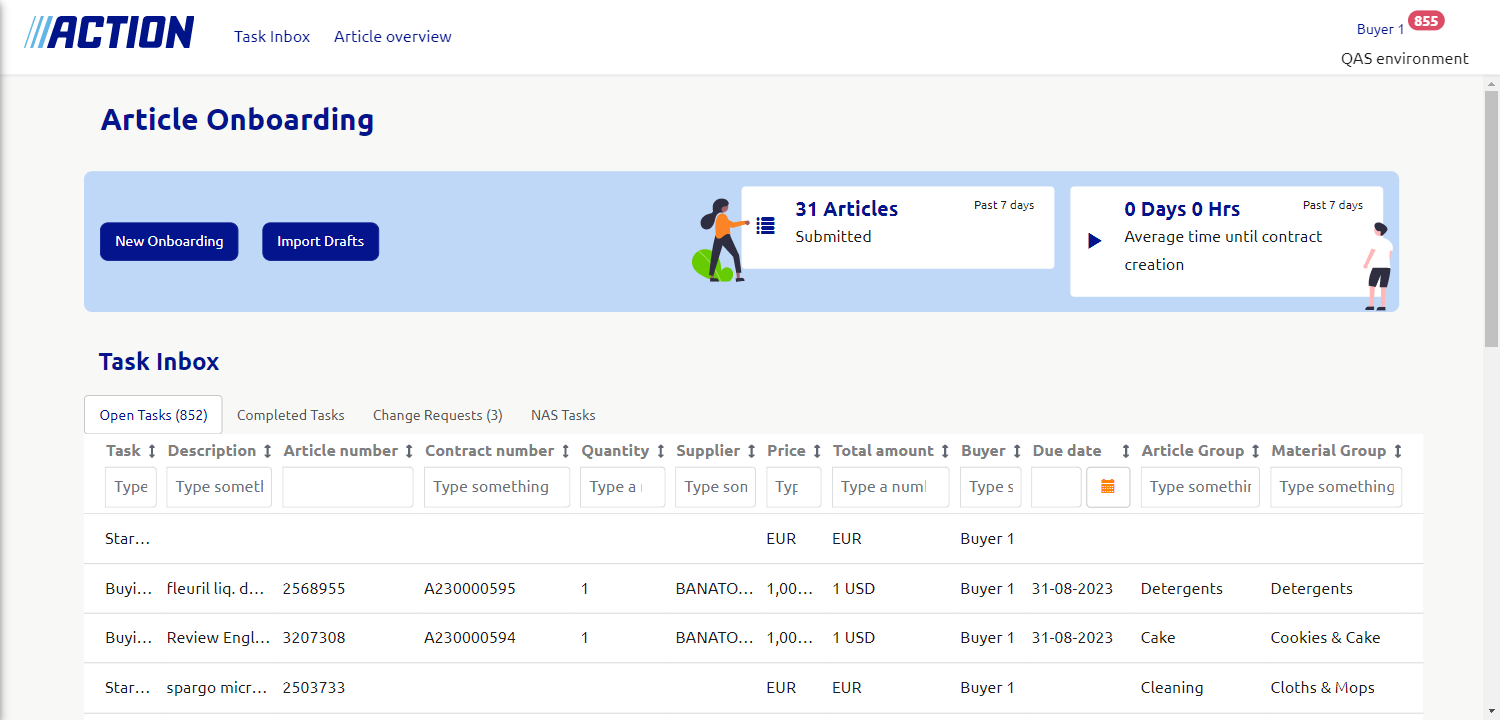 ACTION
Task Inbox Article overview
Buyer 1 855
QAS environment
Article Onboarding
New Onboarding Import Drafts
31 Articles Past 7 days
Submitted
0 Days 0 Hrs Past 7 days
Average time until contract
creation
Task Inbox
Open Tasks (852) Completed Tasks Change Requests (3) NAS Tasks
Task Description Article number Contract number Quantity Supplier Price Total amount Buyer Due date Article Group Material Group
Type Type sometl Type something Type a Type son Typ Type a numl Type s Type somethin Type something
Star... EUR EUR Buyer 1
Buyi... fleuril liq. d... 2568955 A230000595 1 BANATO... 1,00... 1 USD Buyer 1 31-08-2023 Detergents Detergents
Buyi... Review Engl... 3207308 A230000594 1 BANATO... 1,00... 1 USD Buyer 1 31-08-2023 Cake Cookies & Cake
Star... spargo micr... 2503733 EUR EUR Buyer 1 Cleaning Cloths & Mops